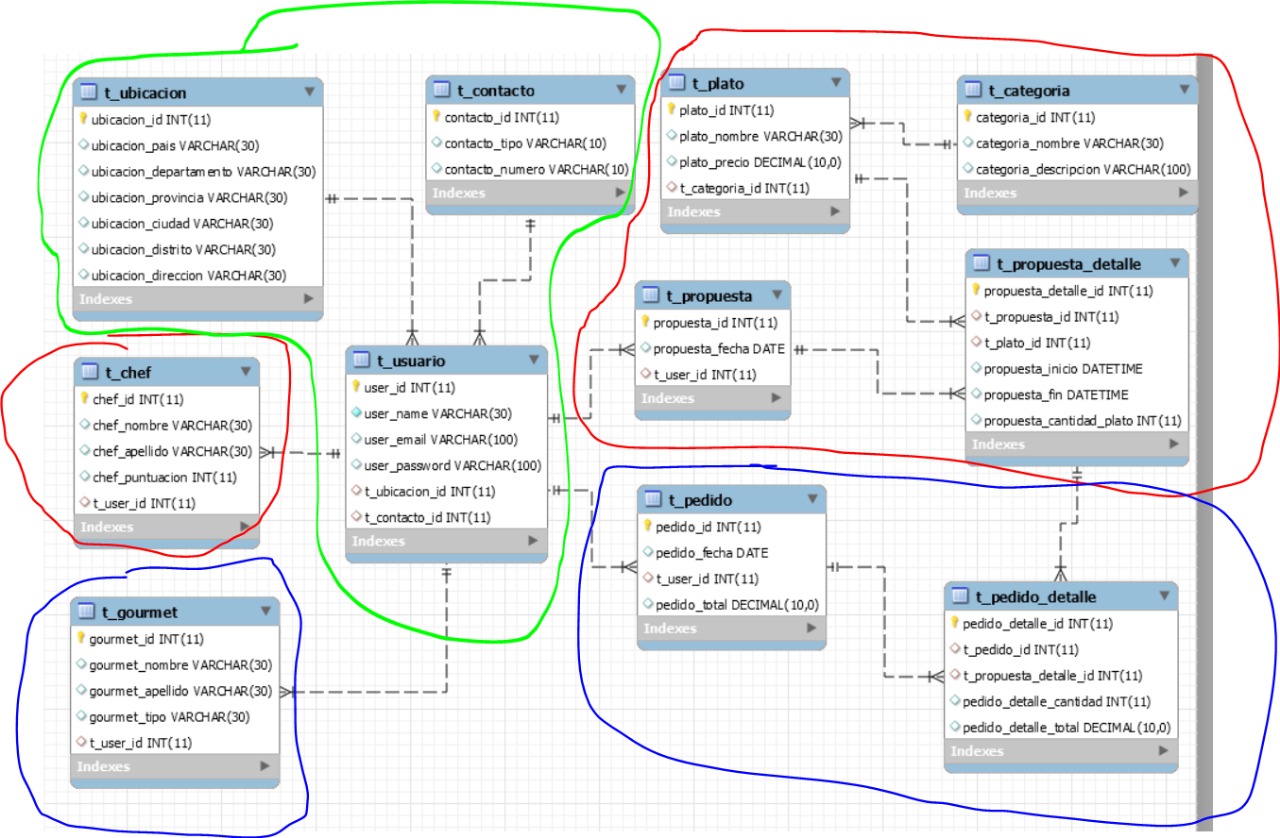 t_ubicacion
ubicacion_id INT(11)
ubicacion_pais VARCHAR(30)
ubicacion_departamento VARCHAR(30)
ubicacion_provincia VARCHAR(30)
ubicacion_ciudad VARCHAR(30)
ubicacion_distrito VARCHAR(30)
ubicacion_direccion VARCHAR(30)
Indexes
t_contacto
contacto_id INT(11)
contacto_tipo VARCHAR(10)
contacto_numero VARCHAR(10)
Indexes
t_plato
plato_id INT(11)
plato_nombre VARCHAR(30)
plato_precio DECIMAL(10,0)
t_categoria_id INT(11)
Indexes
t_categoria
categoria_id INT(11)
categoria_nombre VARCHAR(30)
categoria_descripcion VARCHAR(100)
Indexes
t_propuesta
propuesta_id INT(11)
propuesta_fecha DATE
t_user_id INT(11)
Indexes
t_propuesta_detalle
propuesta_detalle_id INT(11)
t_propuesta_id INT(11)
t_plato_id INT(11)
propuesta_inicio DATETIME
propuesta_fin DATETIME
propuesta_cantidad_plato INT(11)
Indexes
t_chef
chef_id INT(11)
chef_nombre VARCHAR(30)
chef_apellido VARCHAR(30)
chef_puntuacion INT(11)
t_user_id INT(11)
Indexes
t_usuario
user_id INT(11)
user_name VARCHAR(30)
user_email VARCHAR(100)
user_password VARCHAR(100)
t_ubicacion_id INT(11)
t_contacto_id INT(11)
Indexes
t_pedido
pedido_id INT(11)
pedido_fecha DATE
t_user_id INT(11)
pedido_total DECIMAL(10,0)
Indexes
t_gourmet
gourmet_id INT(11)
gourmet_nombre VARCHAR(30)
gourmet_apellido VARCHAR(30)
gourmet_tipo VARCHAR(30)
t_user_id INT(11)
Indexes
t_pedido_detalle
pedido_detalle_id INT(11)
t_pedido_id INT(11)
t_propuesta_detalle_id INT(11)
pedido_detalle_cantidad INT(11)
pedido_detalle_total DECIMAL(10,0)
Indexes